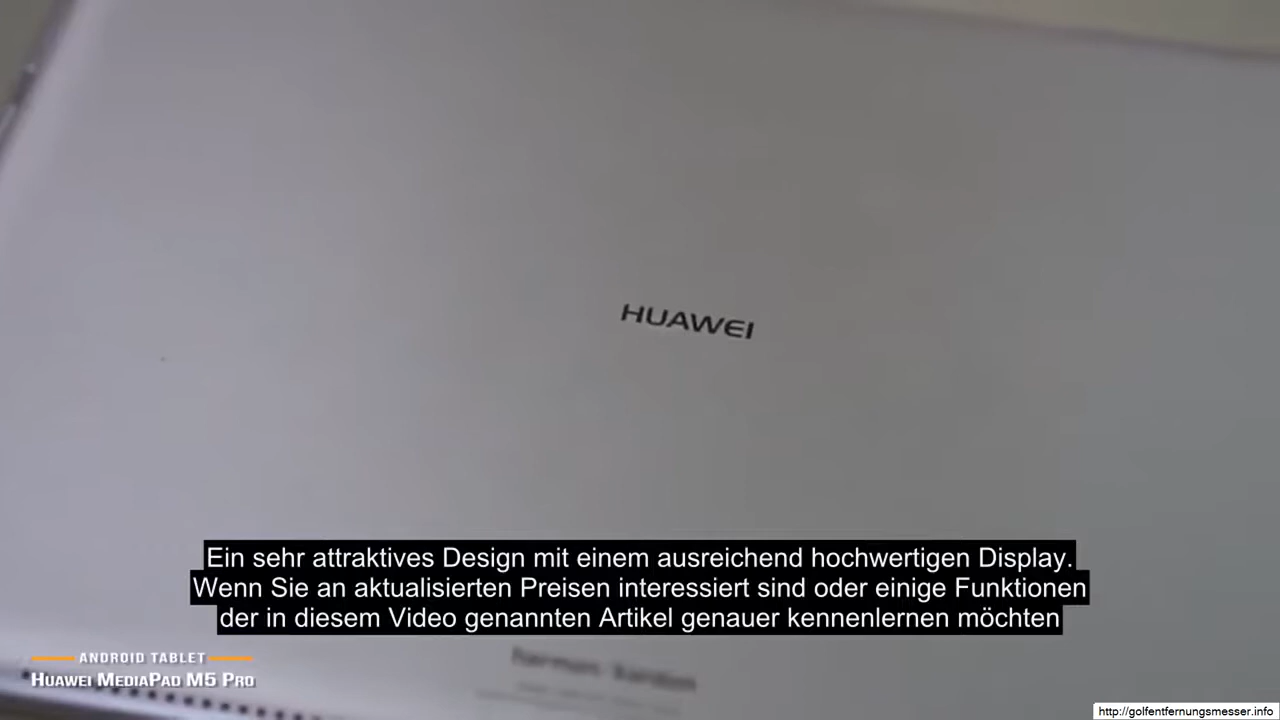 HUAWEI
Ein sehr attraktives Design mit einem ausreichend hochwertigen Display.
Wenn Sie an aktualisierten Preisen interessiert sind oder einige Funktionen
der in diesem Video genannten Artikel genauer kennenlernen möchten
harman/kardon
ANDROID TABLET
HUAWEI MEDIAPAD M5 PRO
http://golfentfernungsmesser.info